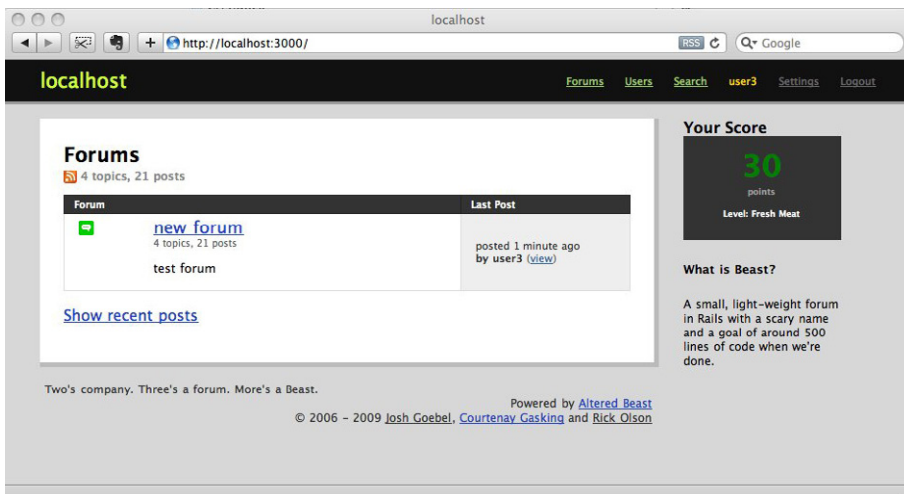 localhost
http://localhost:3000/
RSS
Google
localhost
Forums Users Search user3 Settings Logout
Forums
4 topics, 21 posts
Forum Last Post
new forum
4 topics, 21 posts
test forum
posted 1 minute ago
by user3 (view)
Show recent posts
Your Score
30
points
Level: Fresh Meat
What is Beast?
A small, light-weight forum
in Rails with a scary name
and a goal of around 500
lines of code when we're
done.
Two's company. Three's a forum. More's a Beast.
Powered by Altered Beast
© 2006 - 2009 Josh Goebel, Courtenay Gasking and Rick Olson